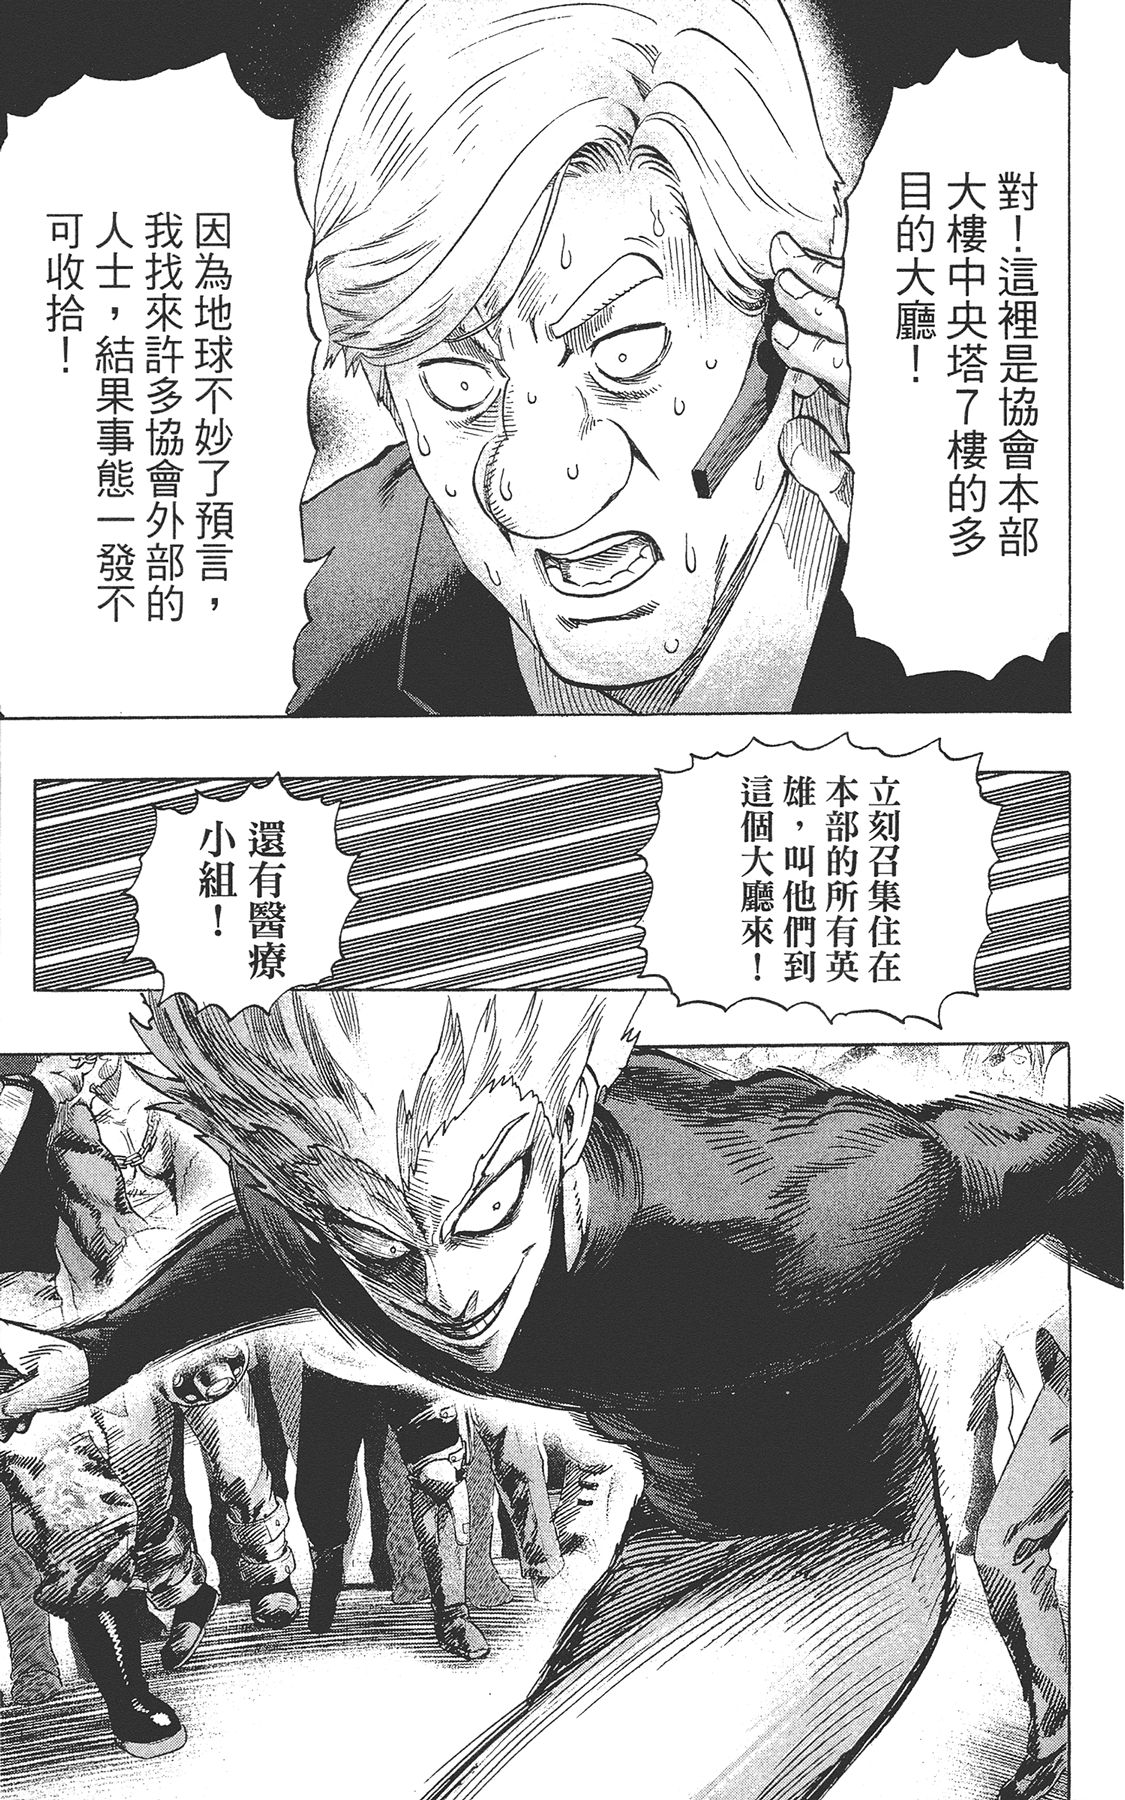 對！這裡是協會本部
大樓中央塔7樓的多
目的大廳！
因為地球不妙了預言，
我找來許多協會外部的
人士，結果事態一發不
可收拾！
立刻召集住在
本部的所有英
雄，叫他們到
這個大廳來！
還有醫療
小組！